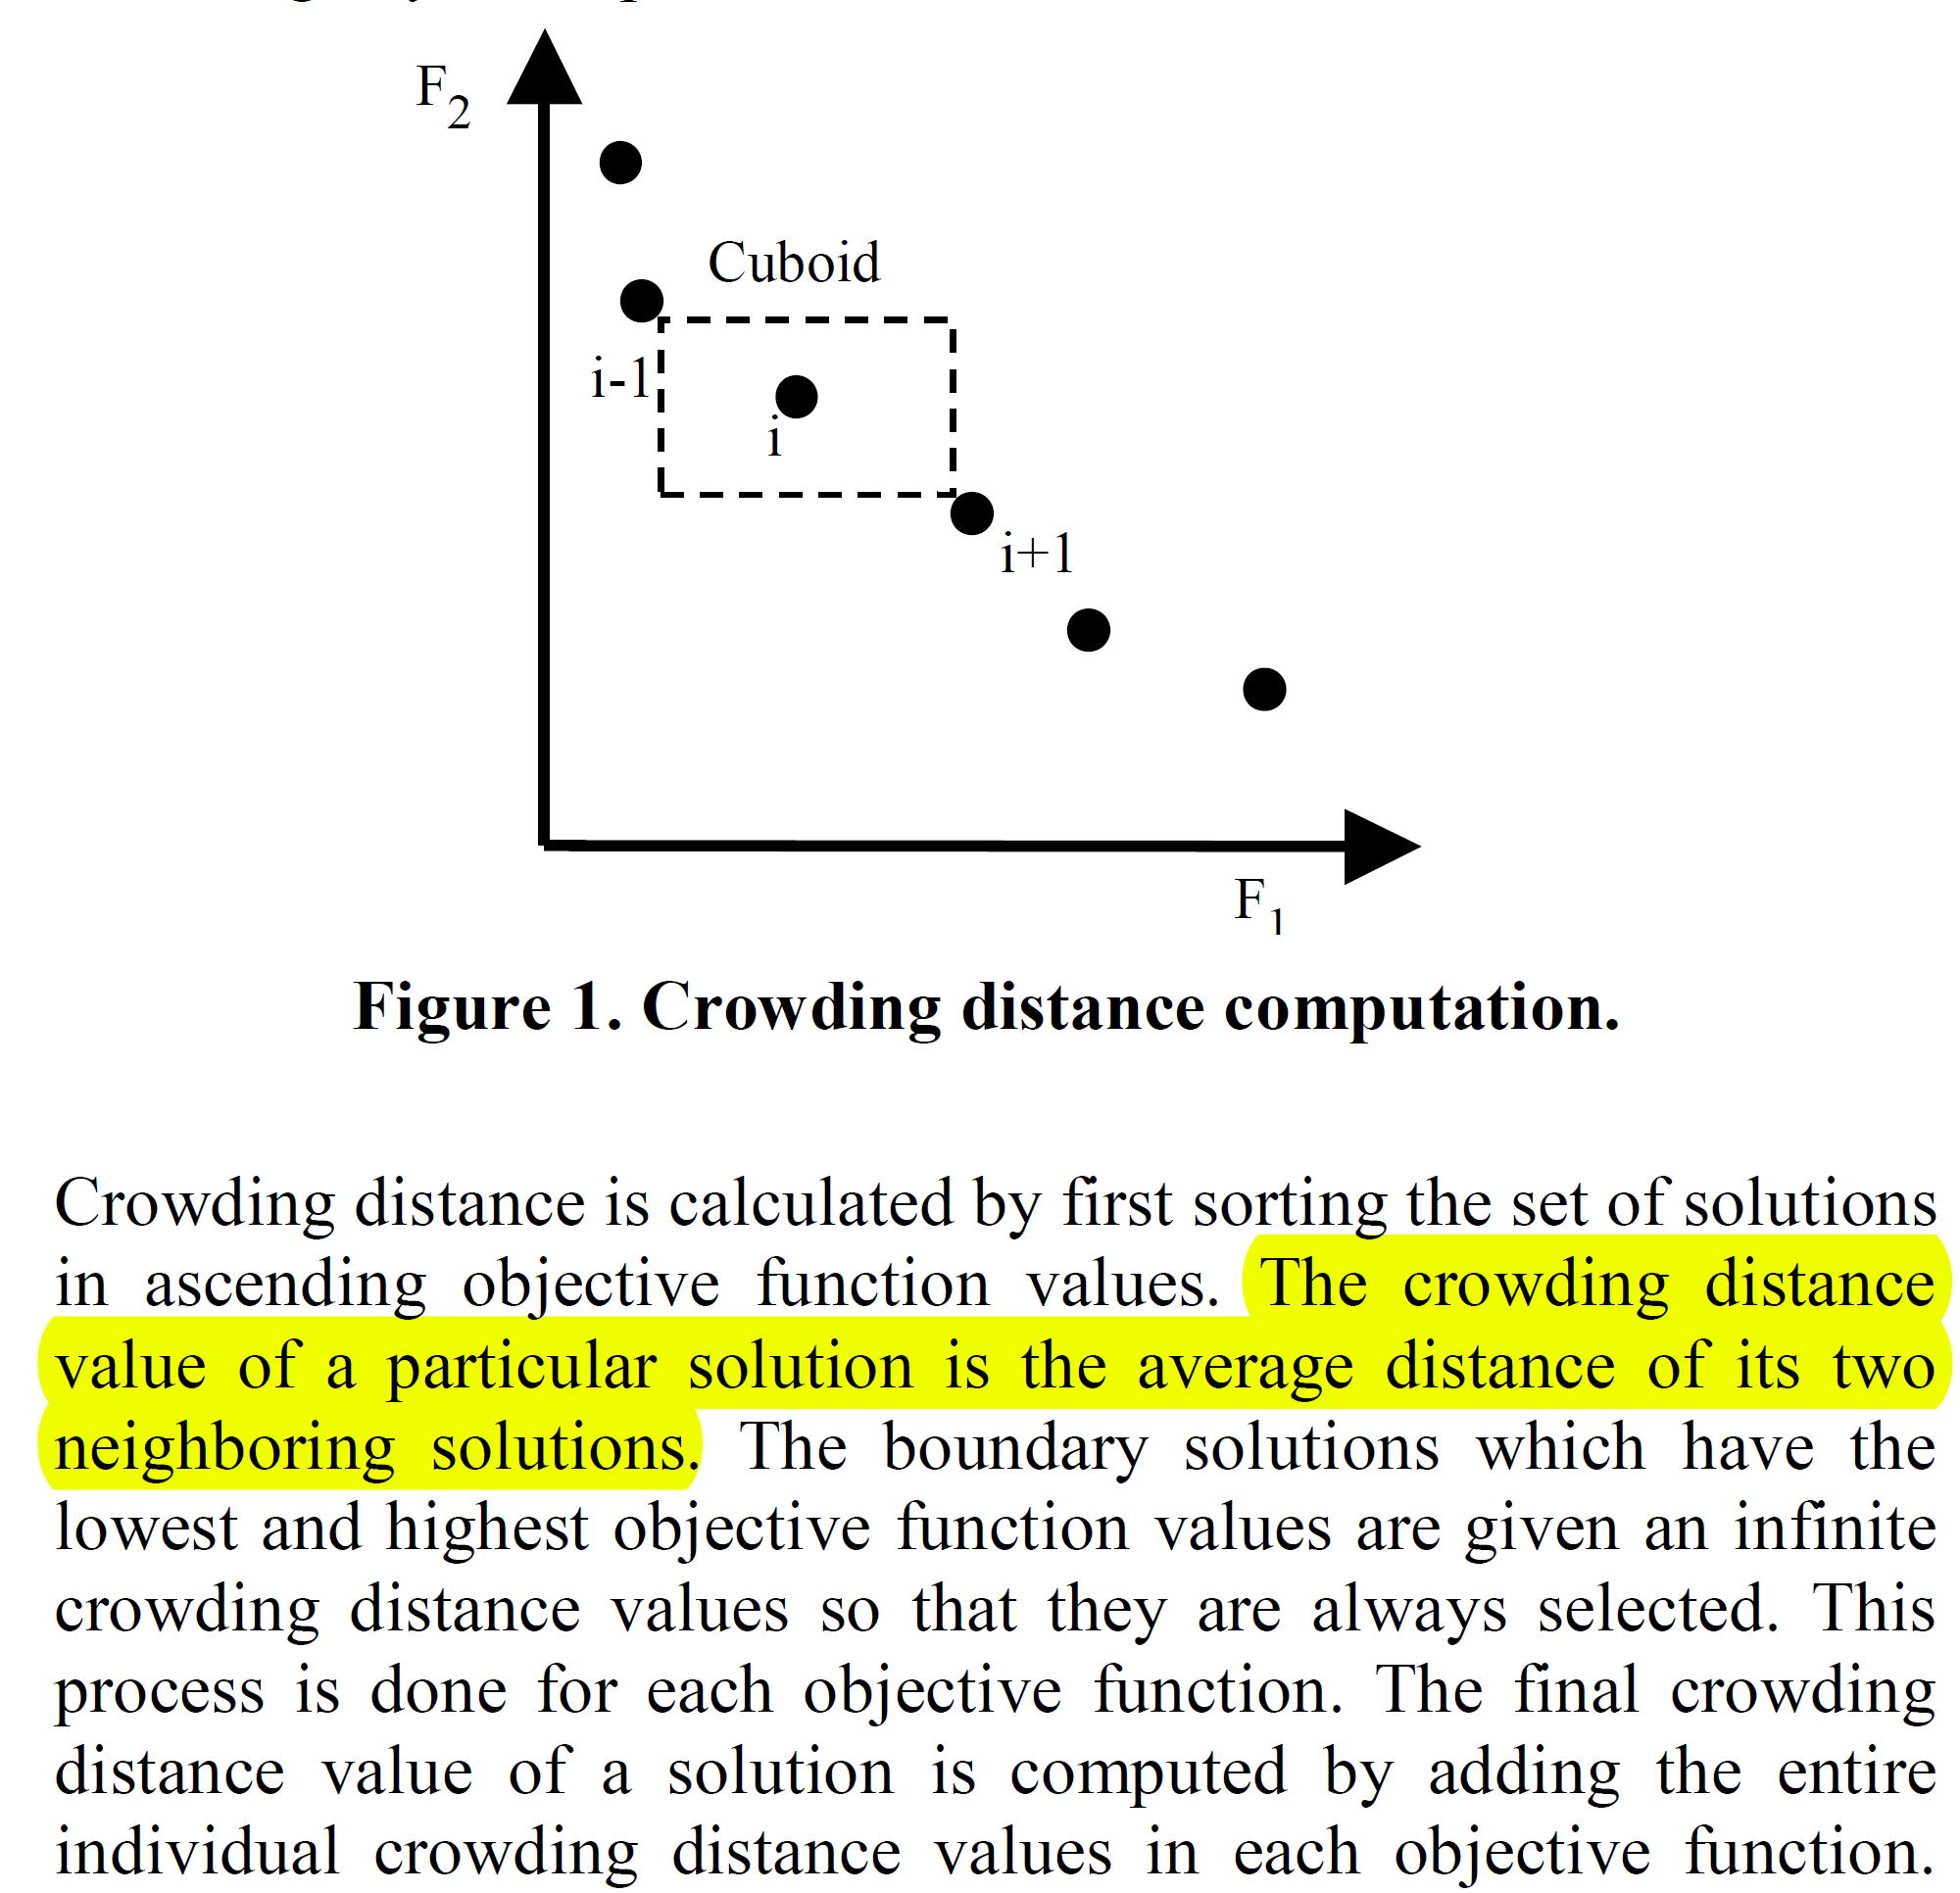 F2
Cuboid
i-1
i
i+1
F1
Figure 1. Crowding distance computation.
Crowding distance is calculated by first sorting the set of solutions
in ascending objective function values. The crowding distance
value of a particular solution is the average distance of its two
neighboring solutions. The boundary solutions which have the
lowest and highest objective function values are given an infinite
crowding distance values so that they are always selected. This
process is done for each objective function. The final crowding
distance value of a solution is computed by adding the entire
individual crowding distance values in each objective function.